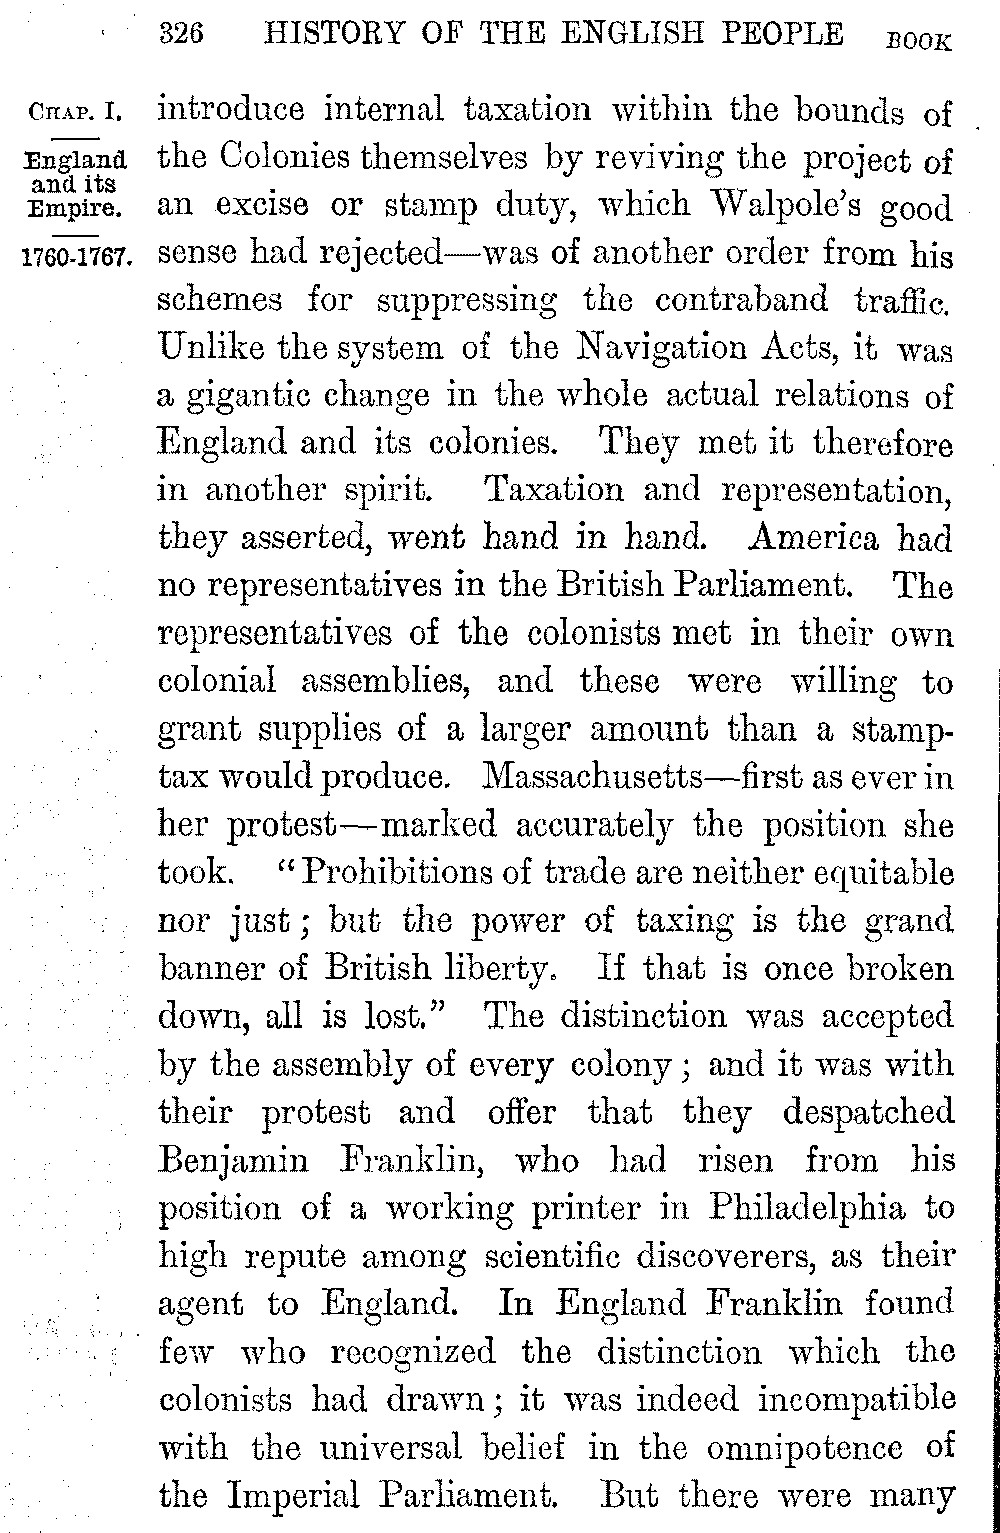 326 HISTORY OF THE ENGLISH PEOPLE BOOK
CHAP. I.
England
and its
Empire.
1760-1767.
introduce internal taxation within the bounds of
the Colonies themselves by reviving the project of
an excise or stamp duty, which Walpole's good
sense had rejected—was of another order from his
schemes for suppressing the contraband traffic.
Unlike the system of the Navigation Acts, it was
a gigantic change in the whole actual relations of
England and its colonies. They met it therefore
in another spirit. Taxation and representation,
they asserted, went hand in hand. America had
no representatives in the British Parliament. The
representatives of the colonists met in their own
colonial assemblies, and these were willing to
grant supplies of a larger amount than a stamp-
tax would produce. Massachusetts—first as ever in
her protest—marked accurately the position she
took. “Prohibitions of trade are neither equitable
nor just; but the power of taxing is the grand
banner of British liberty. If that is once broken
down, all is lost.” The distinction was accepted
by the assembly of every colony; and it was with
their protest and offer that they despatched
Benjamin Franklin, who had risen from his
position of a working printer in Philadelphia to
high repute among scientific discoverers, as their
agent to England. In England Franklin found
few who recognized the distinction which the
colonists had drawn; it was indeed incompatible
with the universal belief in the omnipotence of
the Imperial Parliament. But there were many